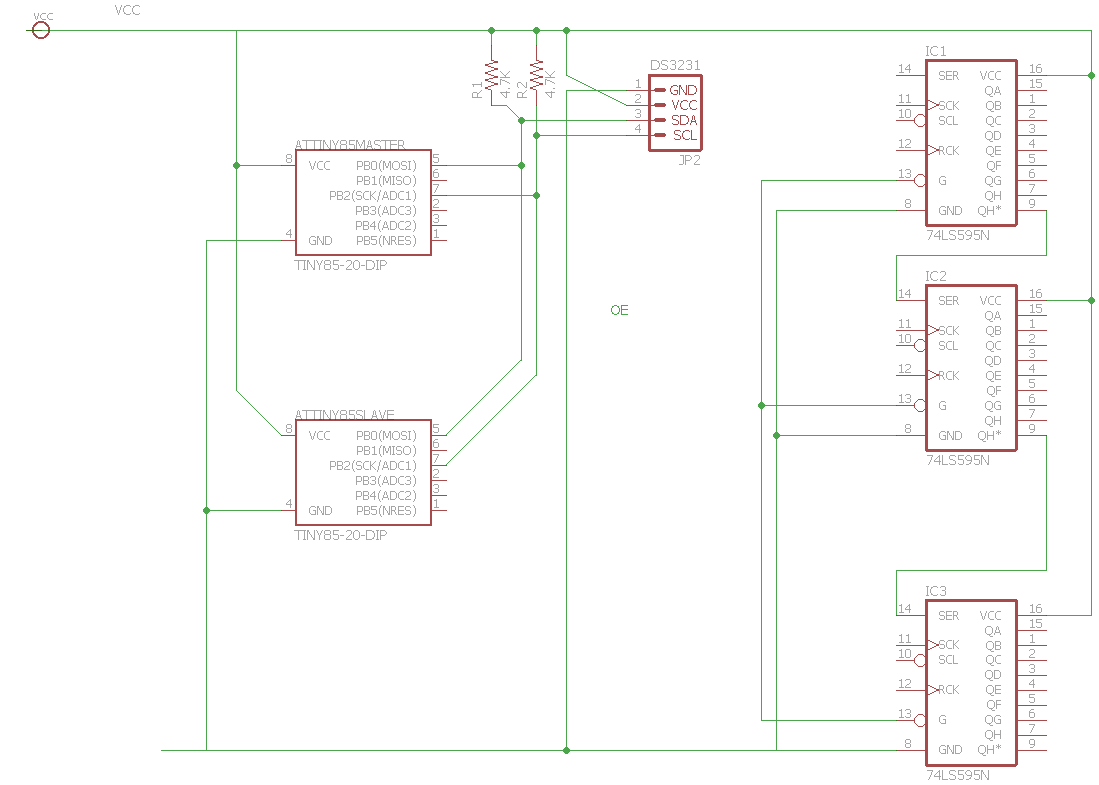 VCC
VCC
R1
4.7K
R2
4.7K
DS3231
1 GND
2 VCC
3 SDA
4 SCL
JP2
ATTINY85MASTER
8 VCC PB0(MOSI) 5
PB1(MISO) 6
PB2(SCK/ADC1) 7
PB3(ADC3) 2
PB4(ADC2) 3
4 GND PB5(NRES) 1
TINY85-20-DIP
OE
ATTINY85SLAVE
8 VCC PB0(MOSI) 5
PB1(MISO) 6
PB2(SCK/ADC1) 7
PB3(ADC3) 2
PB4(ADC2) 3
4 GND PB5(NRES) 1
TINY85-20-DIP
IC1
14 SER VCC 16
QA 15
11 SCK QB 1
10 SCL QC 2
QD 3
12 RCK QE 4
QF 5
13 G QG 6
QH 7
8 GND QH* 9
74LS595N
IC2
14 SER VCC 16
QA 15
11 SCK QB 1
10 SCL QC 2
QD 3
12 RCK QE 4
QF 5
13 G QG 6
QH 7
8 GND QH* 9
74LS595N
IC3
14 SER VCC 16
QA 15
11 SCK QB 1
10 SCL QC 2
QD 3
12 RCK QE 4
QF 5
13 G QG 6
QH 7
8 GND QH* 9
74LS595N